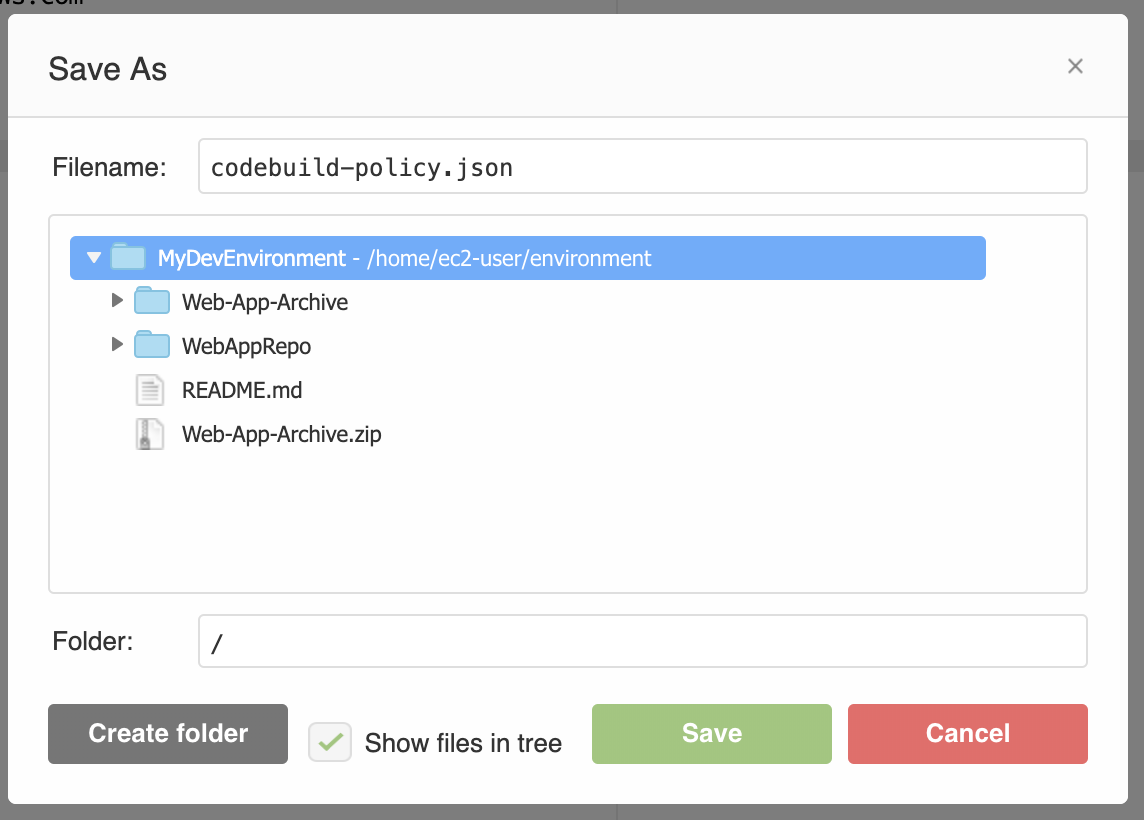 Save As
×
Filename: codebuild-policy.json
MyDevEnvironment - /home/ec2-user/environment
Web-App-Archive
WebAppRepo
README.md
Web-App-Archive.zip
Folder: /
Create folder Show files in tree Save Cancel